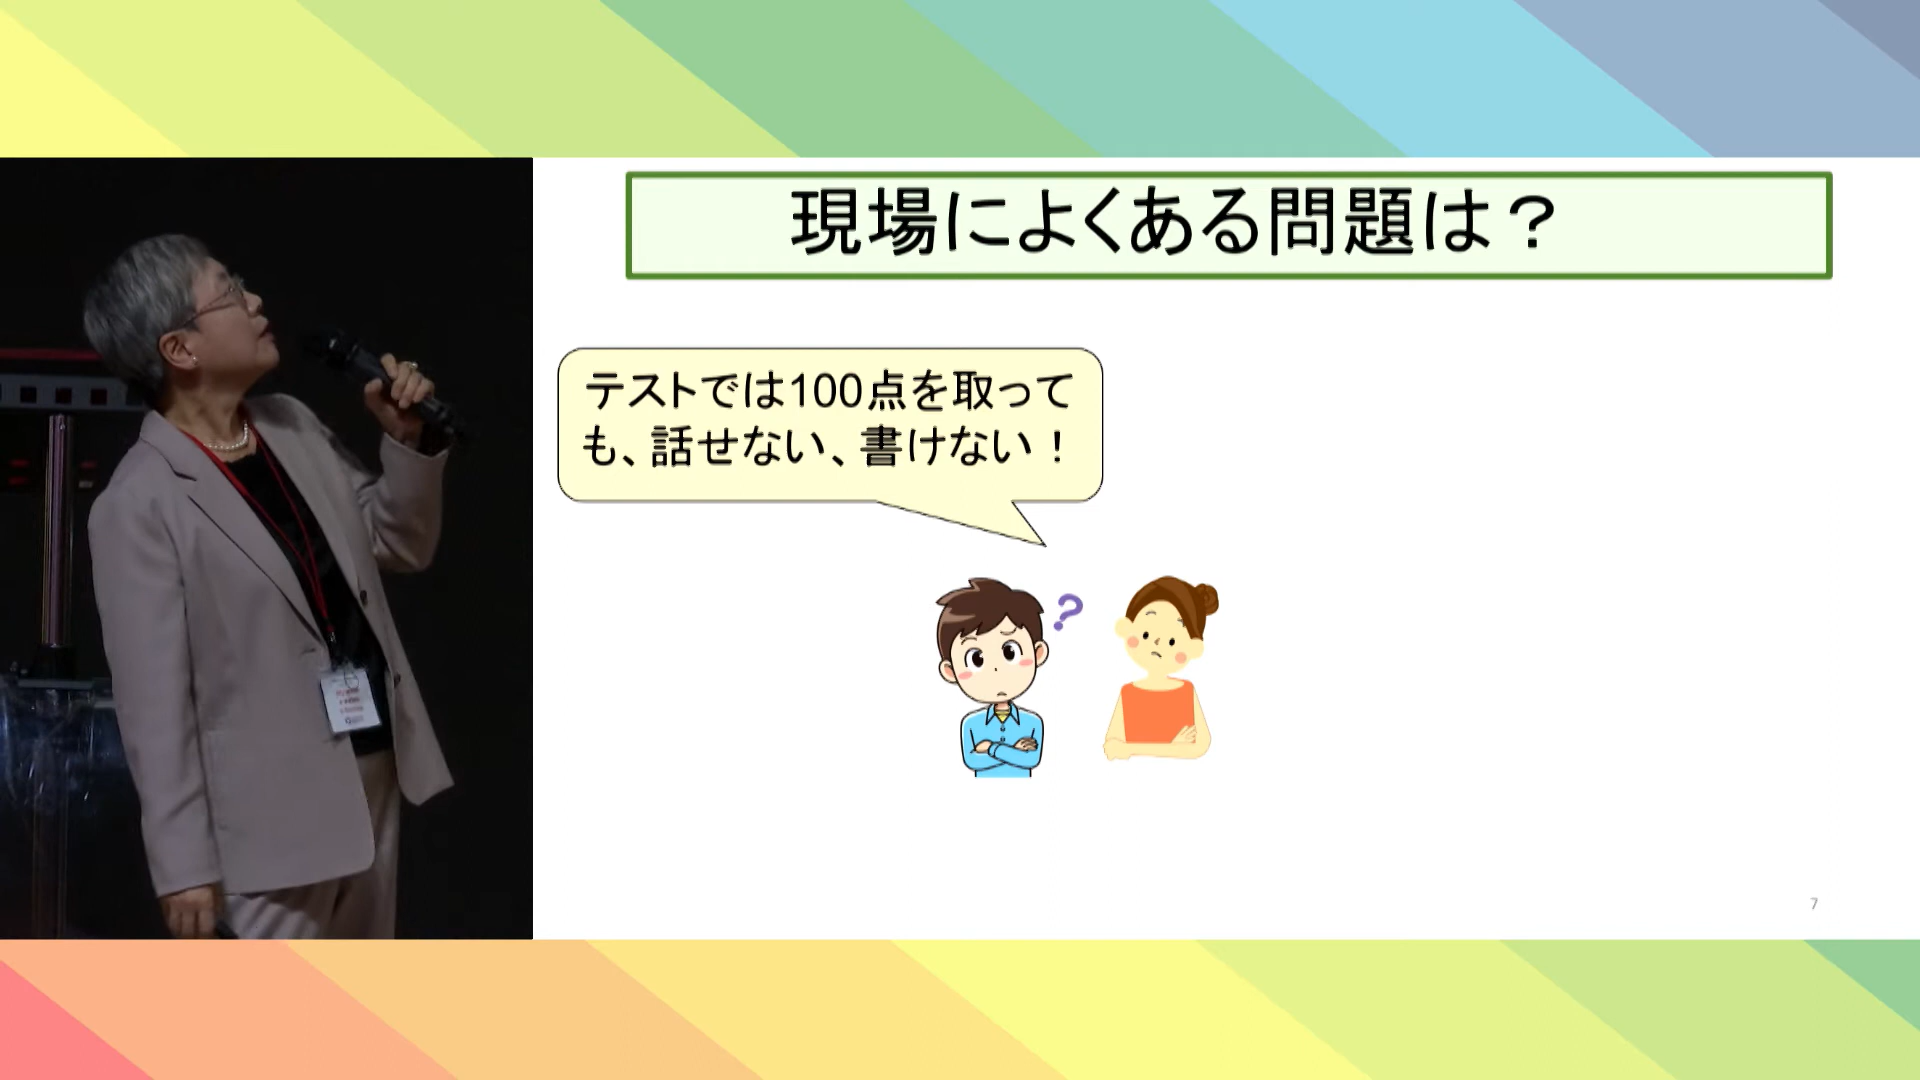 現場によくある問題は？
テストでは100点を取って
も、話せない、書けない！
7